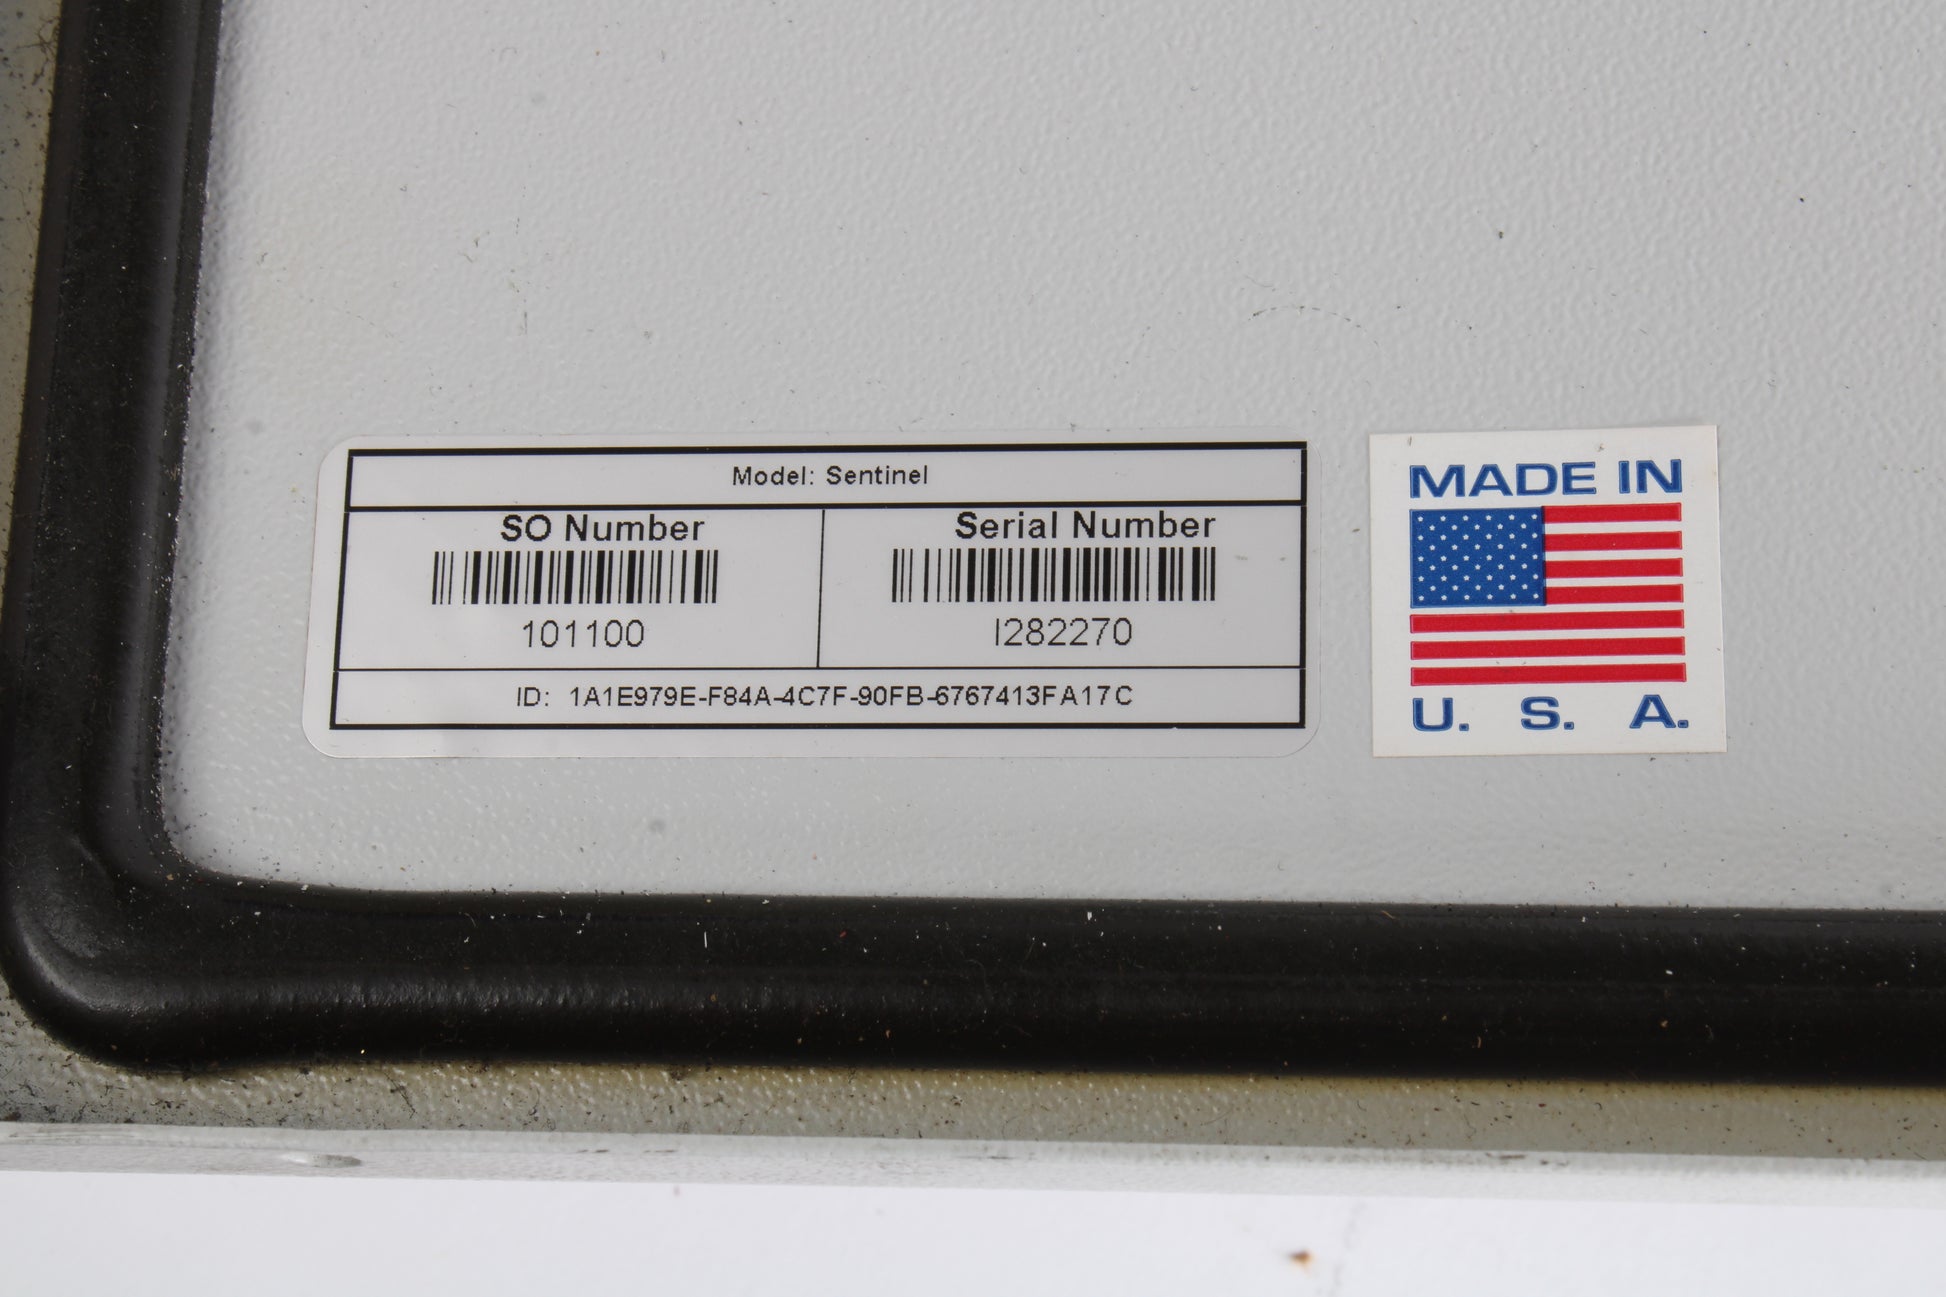 Model: Sentinel
SO Number
101100
Serial Number
I282270
ID: 1A1E979E-F84A-4C7F-90FB-6767413FA17C
MADE IN
U. S. A.